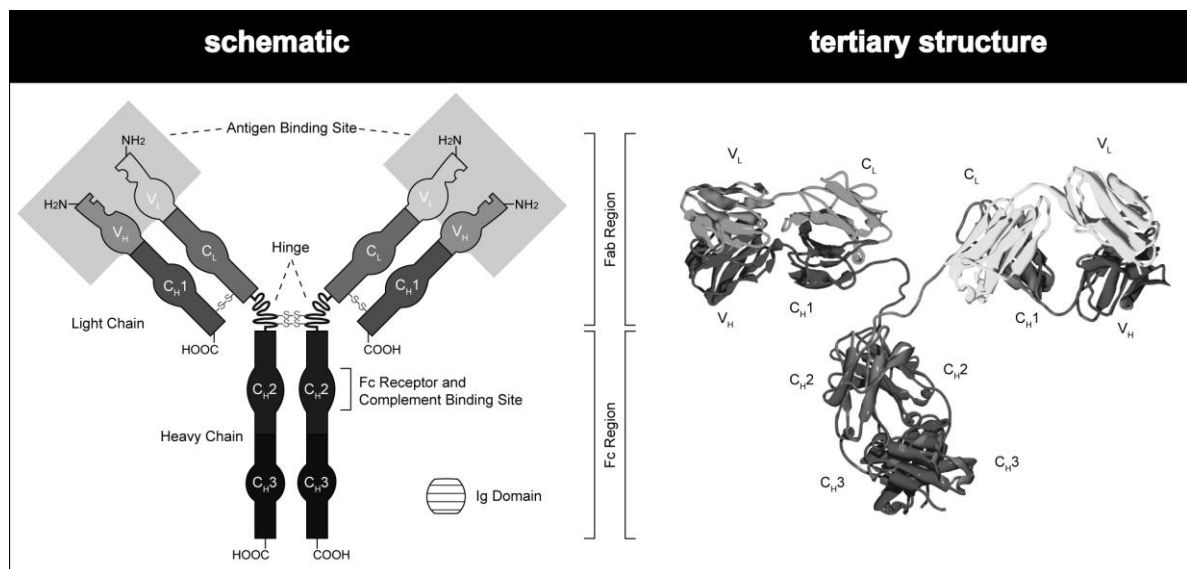 schematic
tertiary structure
Antigen Binding Site
NH2
H2N
H2N
NH2
VL
VH
VL
VH
CL
CH1
CL
CH1
Hinge
S-S
S-S
S-S
S-S
Light Chain
HOOC
COOH
CH2
CH2
Fc Receptor and
Complement Binding Site
Heavy Chain
CH3
CH3
Ig Domain
HOOC
COOH
Fab Region
Fc Region
VL
CL
VH
CH1
CL
VL
CH1
VH
CH2
CH2
CH3
CH3